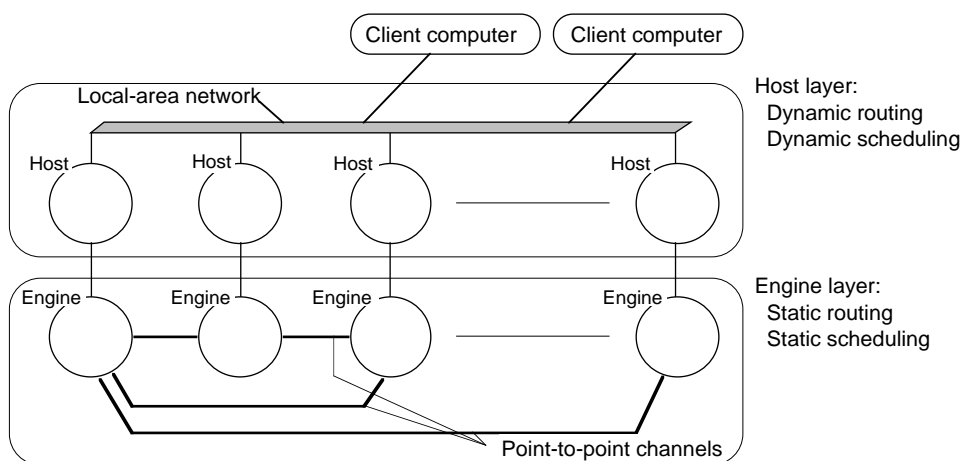 Client computer
Client computer
Local-area network
Host layer:
Dynamic routing
Dynamic scheduling
Host
Host
Host
Host
Engine
Engine
Engine
Engine
Engine layer:
Static routing
Static scheduling
Point-to-point channels